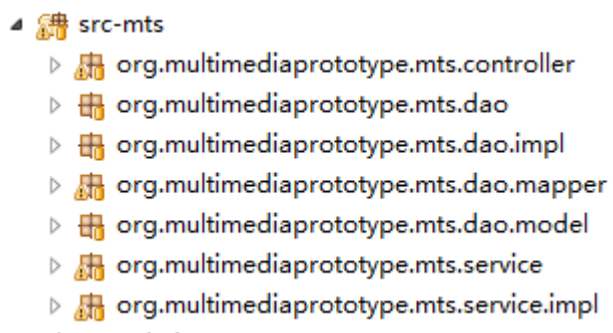 src-mts
org.multimediaprototype.mts.controller
org.multimediaprototype.mts.dao
org.multimediaprototype.mts.dao.impl
org.multimediaprototype.mts.dao.mapper
org.multimediaprototype.mts.dao.model
org.multimediaprototype.mts.service
org.multimediaprototype.mts.service.impl